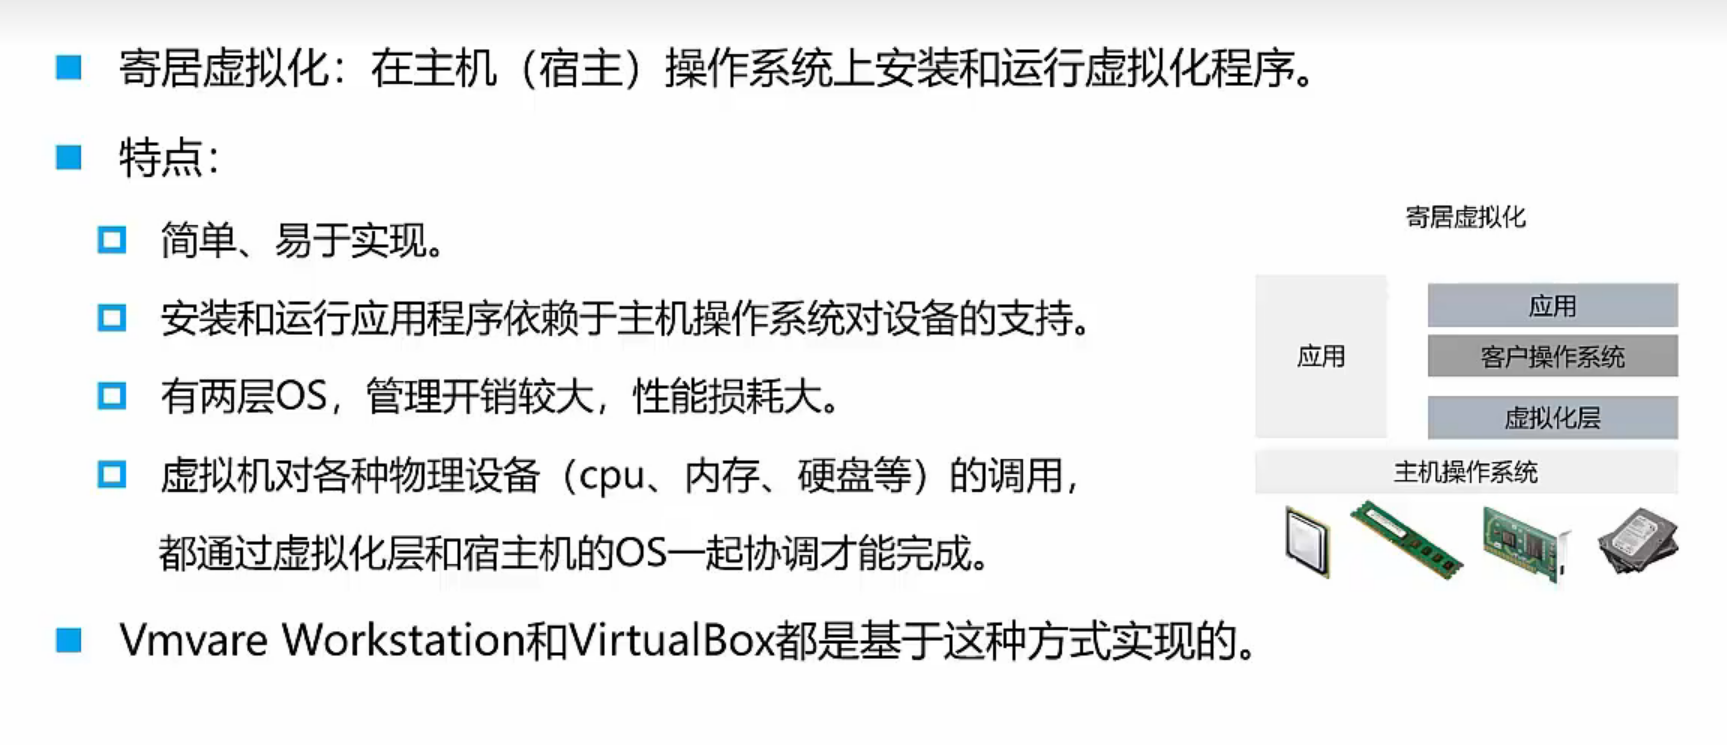 寄居虚拟化：在主机（宿主）操作系统上安装和运行虚拟化程序。
特点：
简单、易于实现。
安装和运行应用程序依赖于主机操作系统对设备的支持。
有两层OS，管理开销较大，性能损耗大。
虚拟机对各种物理设备（cpu、内存、硬盘等）的调用，
都通过虚拟化层和宿主机的OS一起协调才能完成。
Vmvare Workstation和VirtualBox都是基于这种方式实现的。
寄居虚拟化
应用
应用
客户操作系统
虚拟化层
主机操作系统